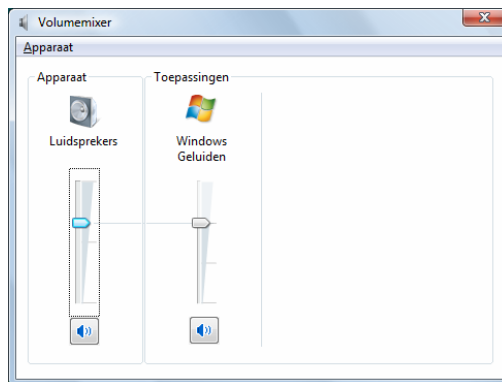 Volumemixer
Apparaat
Apparaat
Toepassingen
Luidsprekers
Windows
Geluiden